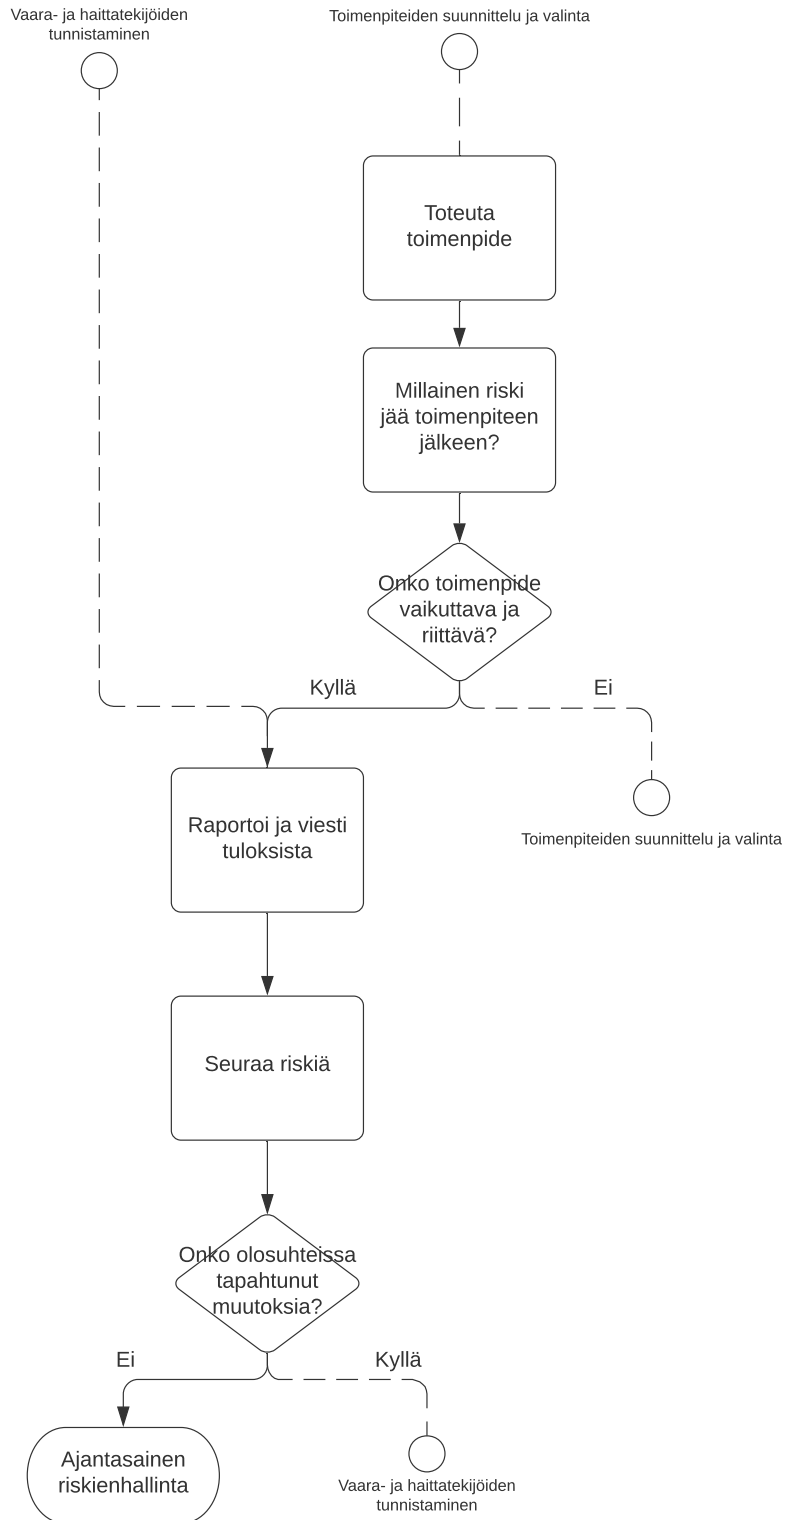 Vaara- ja haittatekijöiden
tunnistaminen
Toimenpiteiden suunnittelu ja valinta
Toteuta
toimenpide
Millainen riski
jää toimenpiteen
jälkeen?
Onko toimenpide
vaikuttava ja
riittävä?
Kyllä
Ei
Raportoi ja viesti
tuloksista
Toimenpiteiden suunnittelu ja valinta
Seuraa riskiä
Onko olosuhteissa
tapahtunut
muutoksia?
Ei
Kyllä
Ajantasainen
riskienhallinta
Vaara- ja haittatekijöiden
tunnistaminen